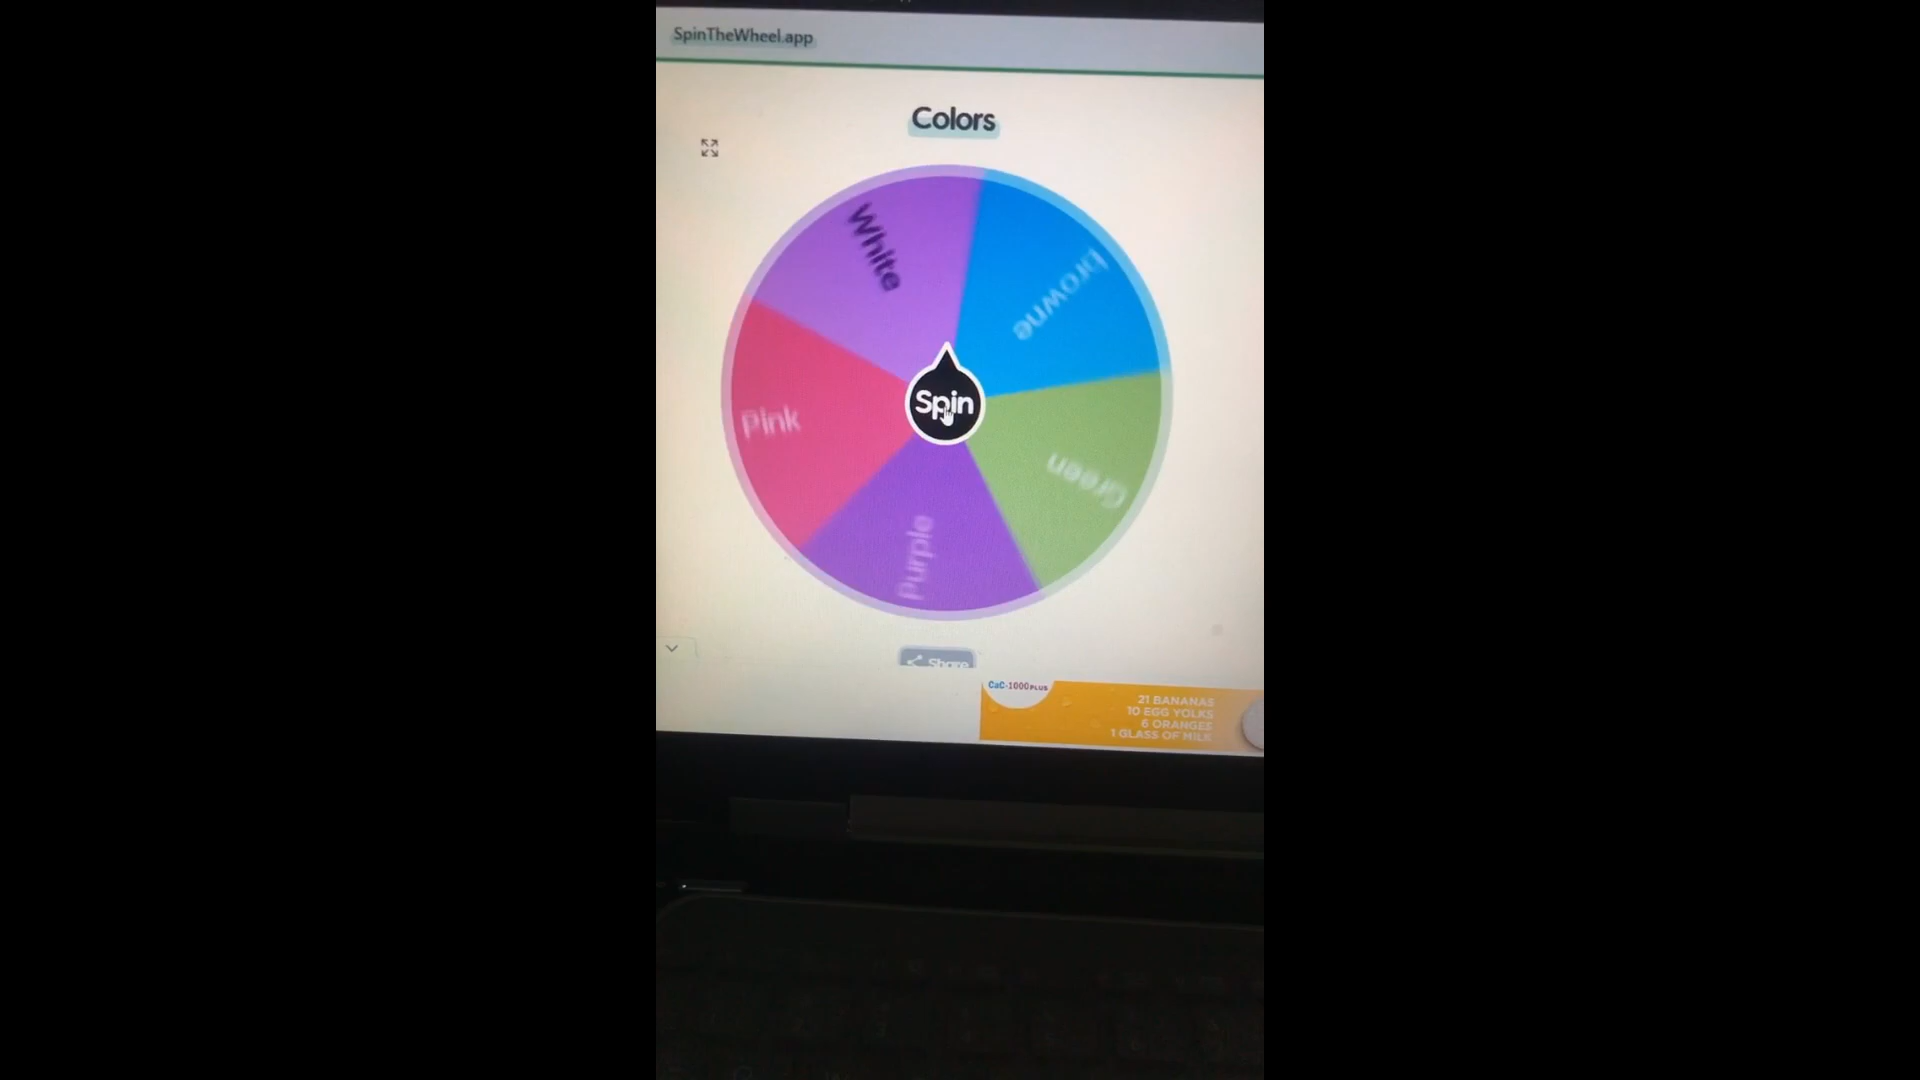 SpinTheWheel.app
Colors
White
browne
Pink
Spin
Green
Purple
Share
CaC-1000 PLUS
21 BANANAS
10 EGG YOLKS
6 ORANGES
1 GLASS OF MILK